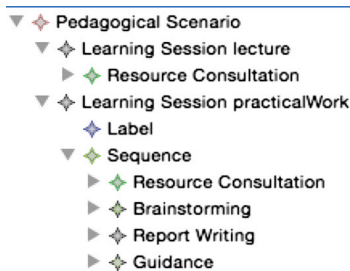 Pedagogical Scenario
Learning Session lecture
Resource Consultation
Learning Session practicalWork
Label
Sequence
Resource Consultation
Brainstorming
Report Writing
Guidance